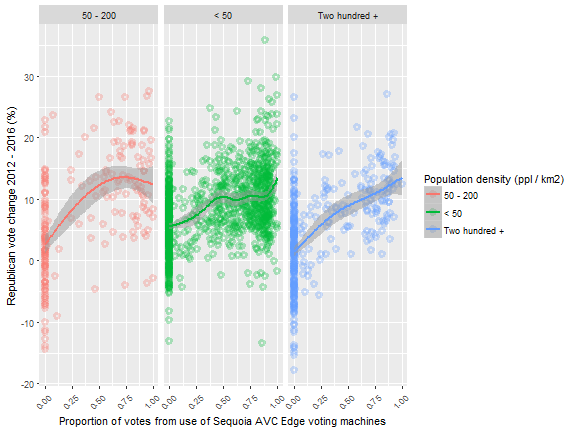 50 - 200
< 50
Two hundred +
Republican vote change 2012 - 2016 (%)
30
20
10
0
-10
-20
0.00 0.25 0.50 0.75 1.00
0.00 0.25 0.50 0.75 1.00
0.00 0.25 0.50 0.75 1.00
Proportion of votes from use of Sequoia AVC Edge voting machines
Population density (ppl / km2)
50 - 200
< 50
Two hundred +